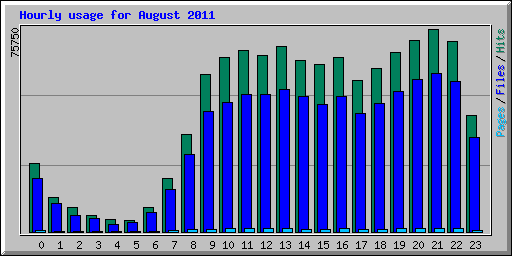 Hourly usage for August 2011
75750
Pages / Files / Hits
0 1 2 3 4 5 6 7 8 9 10 11 12 13 14 15 16 17 18 19 20 21 22 23